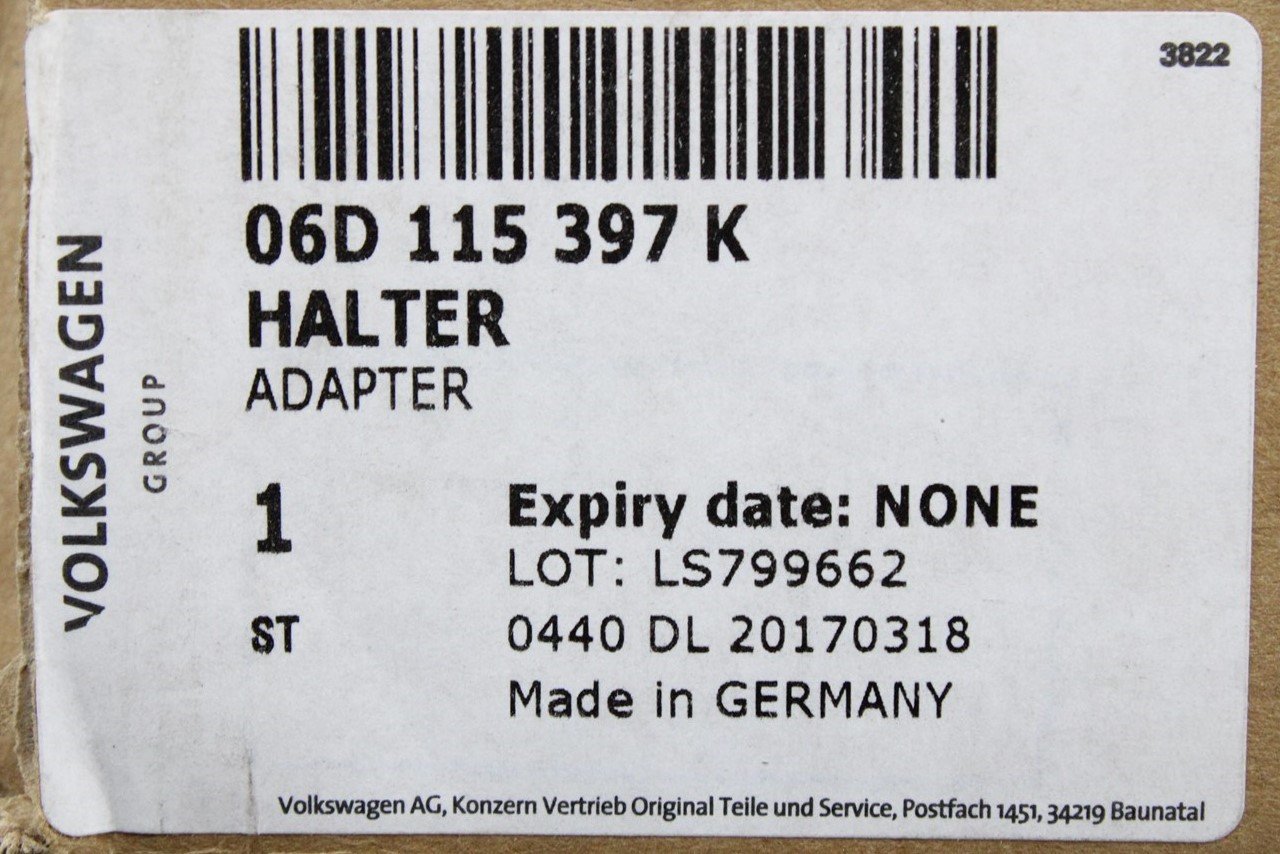 3822
06D 115 397 K
HALTER
ADAPTER
VOLKSWAGEN
GROUP
1
Expiry date: NONE
LOT: LS799662
ST
0440 DL 20170318
Made in GERMANY
Volkswagen AG, Konzern Vertrieb Original Teile und Service, Postfach 1451, 34219 Baunatal